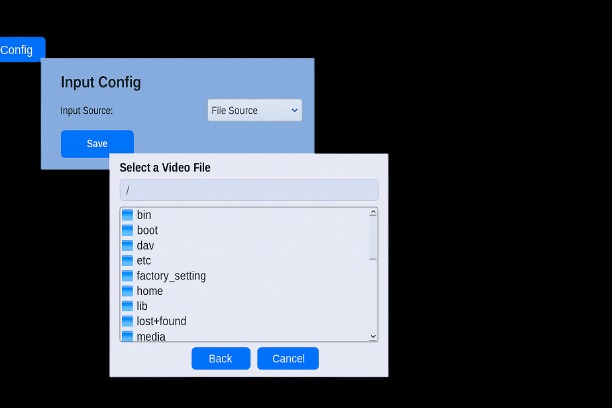 Config
Input Config
Input Source:
File Source
Save
Select a Video File
/
bin
boot
dav
etc
factory_setting
home
lib
lost+found
media
Back
Cancel